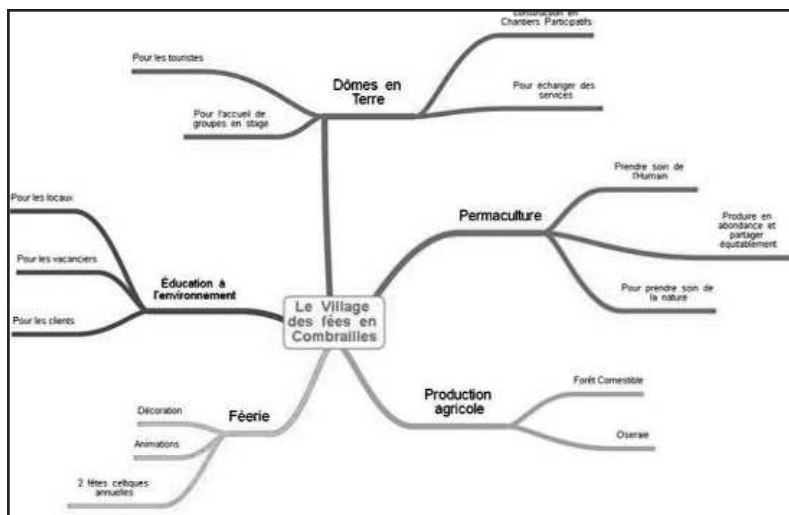 construction en
Chantiers Participatifs
Pour les touristes
Dômes en
Terre
Pour échanger des
services
Pour l'accueil de
groupes en stage
Prendre soin de
l'Humain
Pour les locaux
Permaculture
Produire en
abondance et
partager
équitablement
Pour les vacanciers
Éducation à
l'environnement
Pour prendre soin de
la nature
Pour les clients
Le Village
des fées en
Combrailles
Forêt Comestible
Production
agricole
Décoration
Féerie
Animations
Oseraie
2 fêtes celtiques
annuelles